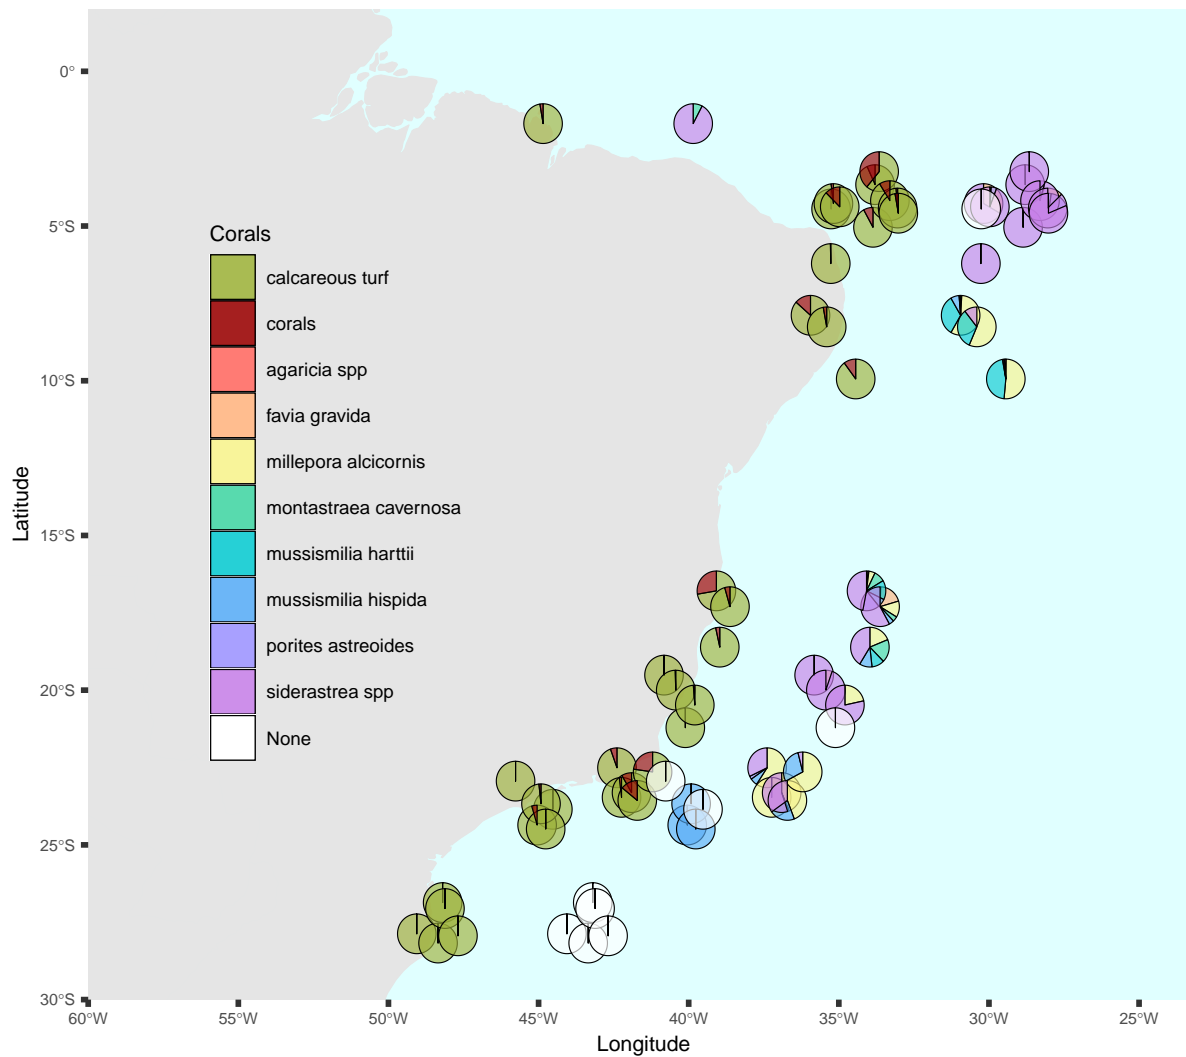 0°
5°S
10°S
15°S
20°S
25°S
30°S
Latitude
Corals
calcareous turf
corals
agaricia spp
favia gravida
millepora alcicornis
montastraea cavernosa
mussismilia harttii
mussismilia hispida
porites astreoides
siderastrea spp
None
60°W 55°W 50°W 45°W 40°W 35°W 30°W 25°W
Longitude